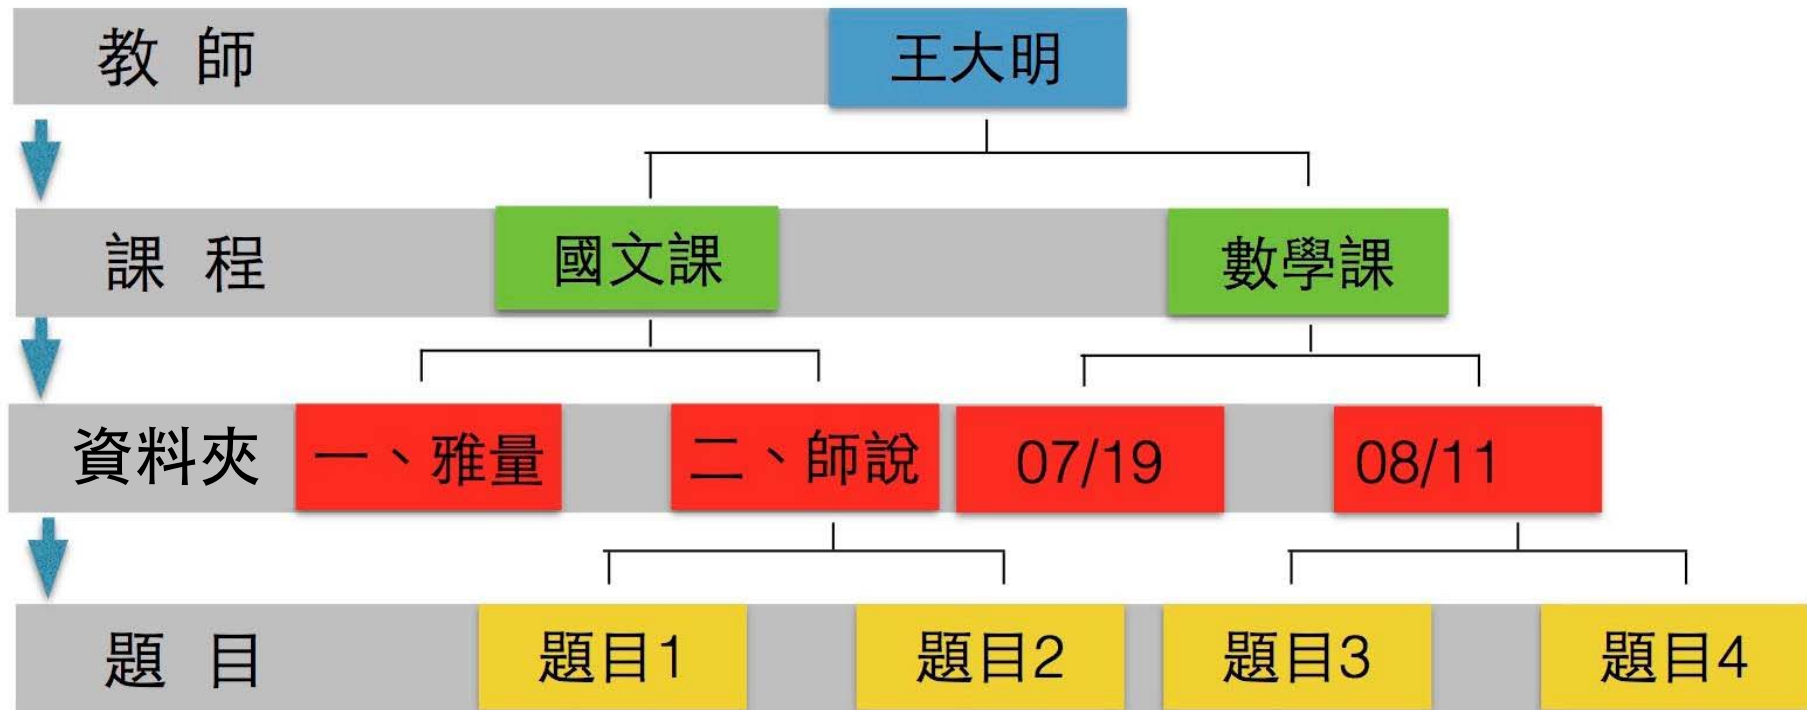 教 師 王大明
課 程 國文課 數學課
資料夾 一、雅量 二、師說 07/19 08/11
題 目 題目1 題目2 題目3 題目4